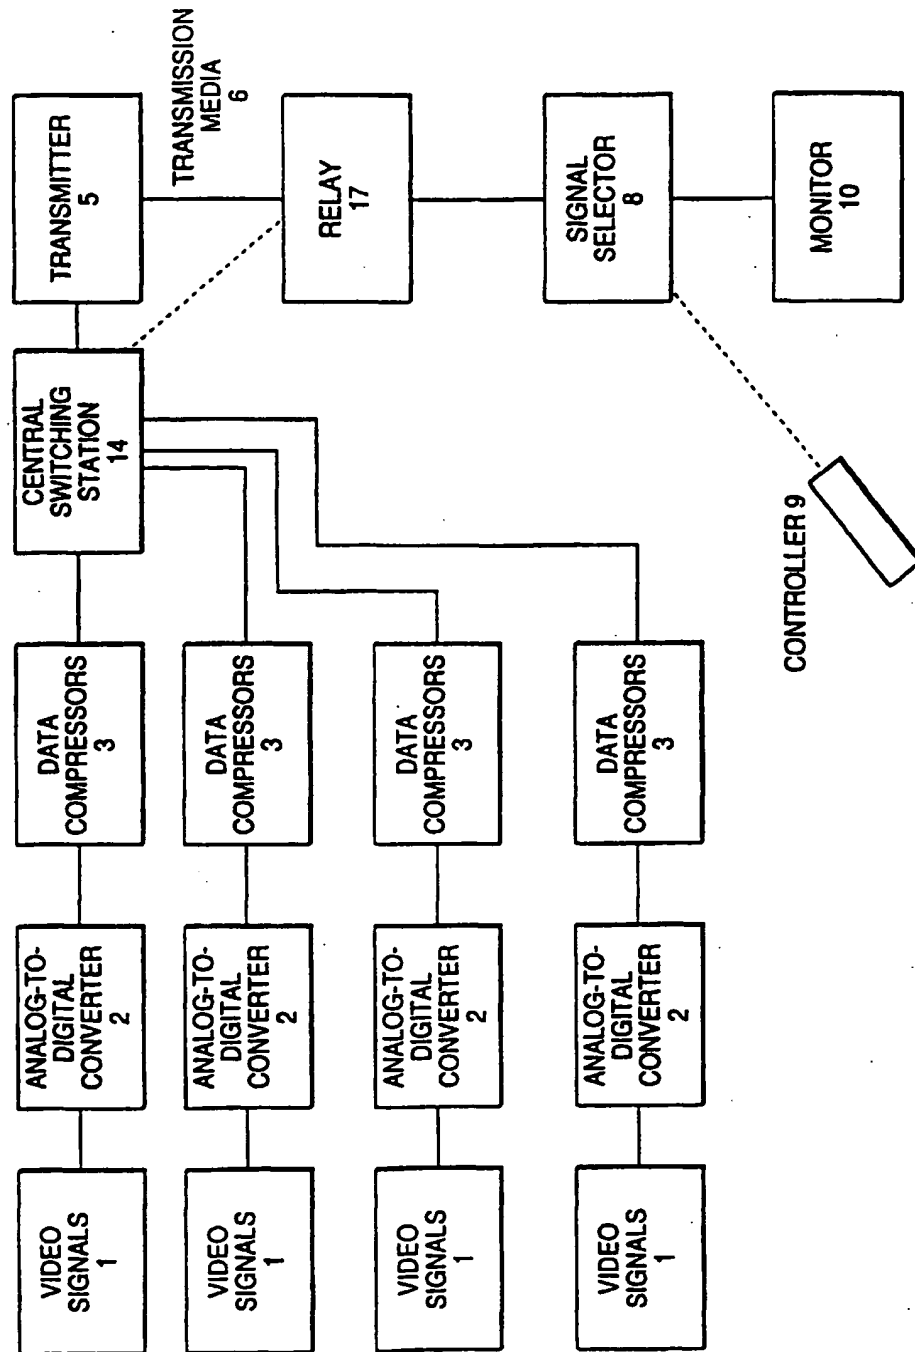 VIDEO
SIGNALS
1
ANALOG-TO-
DIGITAL
CONVERTER
2
DATA
COMPRESSORS
3
CENTRAL
SWITCHING
STATION
14
TRANSMITTER
5
TRANSMISSION
MEDIA
6
VIDEO
SIGNALS
1
ANALOG-TO-
DIGITAL
CONVERTER
2
DATA
COMPRESSORS
3
RELAY
17
VIDEO
SIGNALS
1
ANALOG-TO-
DIGITAL
CONVERTER
2
DATA
COMPRESSORS
3
SIGNAL
SELECTOR
8
VIDEO
SIGNALS
1
ANALOG-TO-
DIGITAL
CONVERTER
2
DATA
COMPRESSORS
3
CONTROLLER 9
MONITOR
10